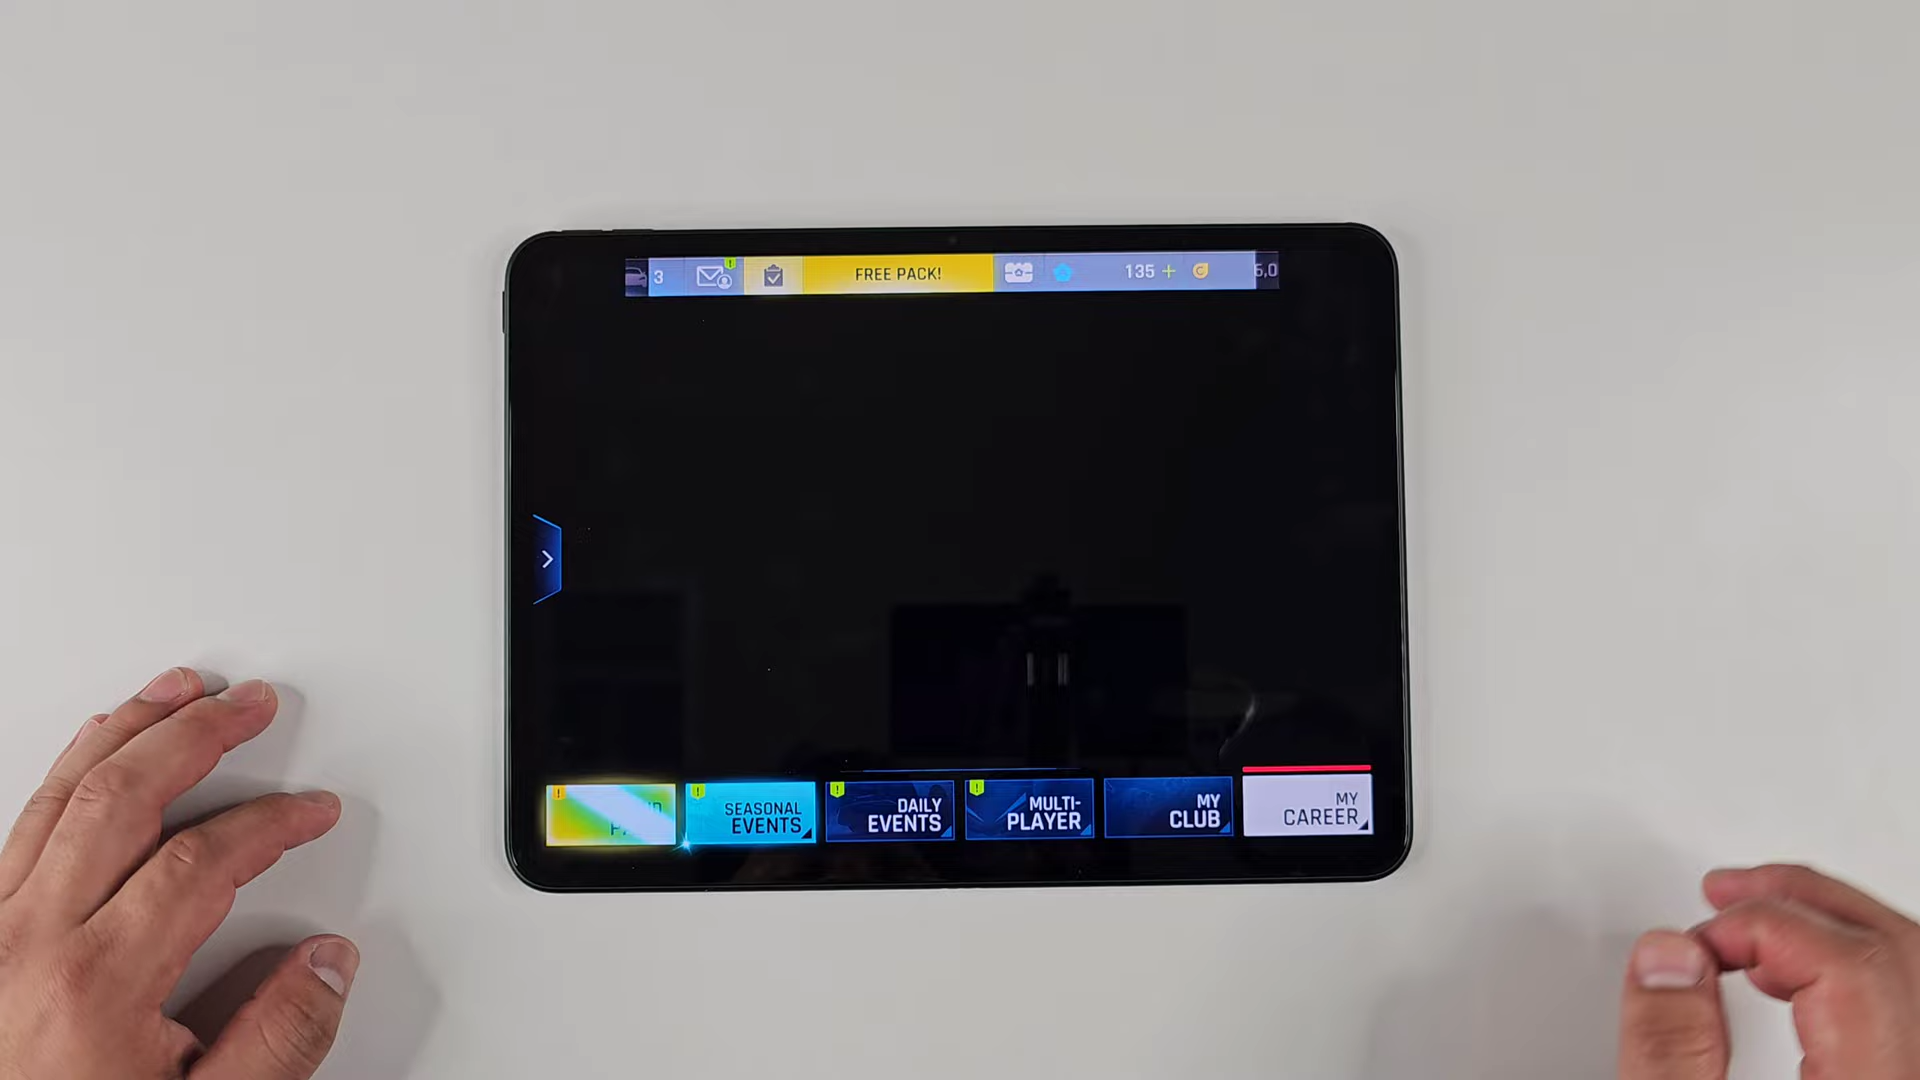 3
FREE PACK!
135
SEASONAL
EVENTS
DAILY
EVENTS
MULTI-
PLAYER
MY
CLUB
MY
CAREER